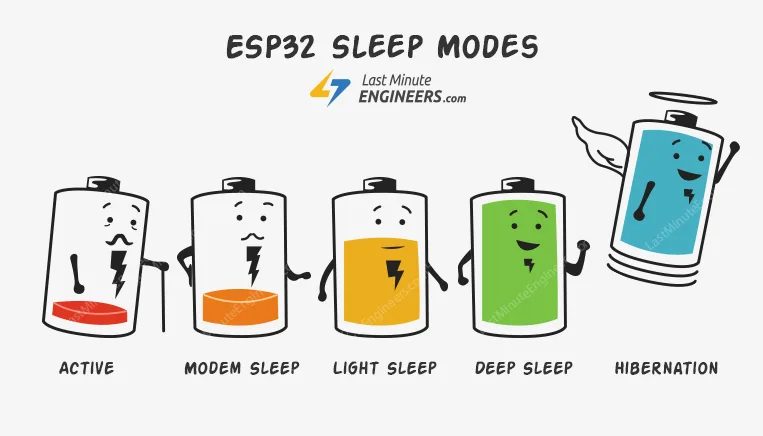 ESP32 SLEEP MODES
Last Minute
ENGINEERS.com
ACTIVE
MODEM SLEEP
LIGHT SLEEP
DEEP SLEEP
HIBERNATION